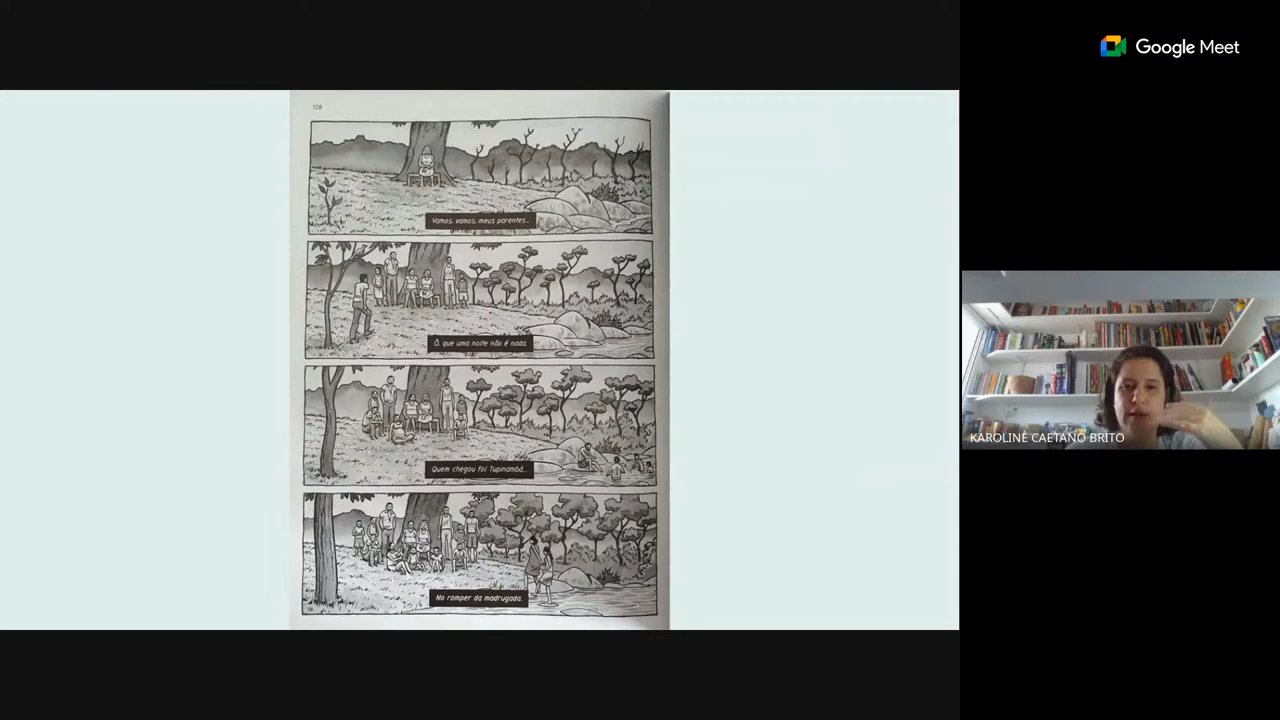 Google Meet
108
Vamos, vamos, meus parentes...
Ô, que uma noite não é nada.
Quem chegou foi Tupinambá...
No romper da madrugada.
KAROLINE CAETANO BRITO